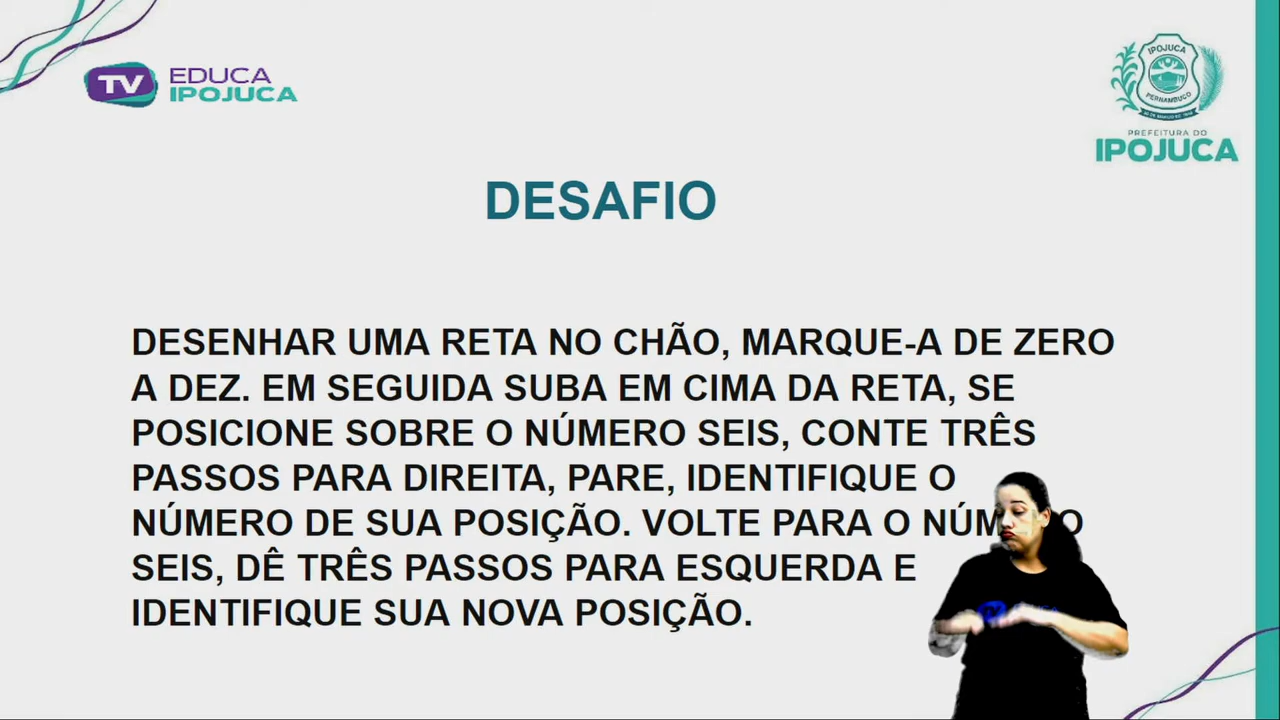 TV EDUCA
IPOJUCA
IPOJUCA
PERNAMBUCO
PREFEITURA DO
IPOJUCA
DESAFIO
DESENHAR UMA RETA NO CHÃO, MARQUE-A DE ZERO
A DEZ. EM SEGUIDA SUBA EM CIMA DA RETA, SE
POSICIONE SOBRE O NÚMERO SEIS, CONTE TRÊS
PASSOS PARA DIREITA, PARE, IDENTIFIQUE O
NÚMERO DE SUA POSIÇÃO. VOLTE PARA O NÚMERO
SEIS, DÊ TRÊS PASSOS PARA ESQUERDA E
IDENTIFIQUE SUA NOVA POSIÇÃO.
TV